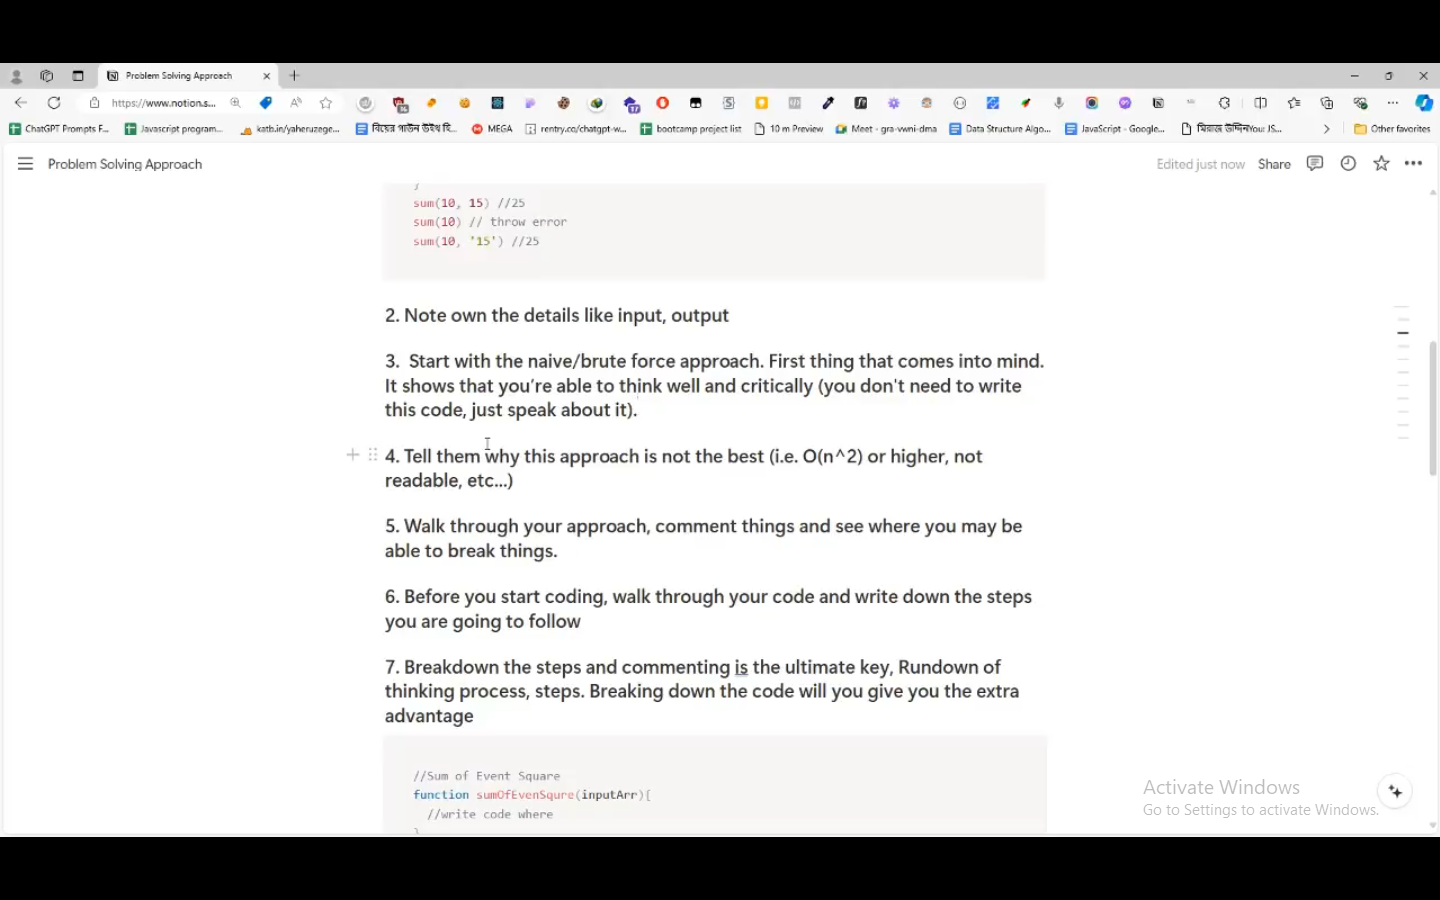 Problem Solving Approach
https://www.notion.s...
ChatGPT Prompts F...
Javascript program...
katb.in/yaheruzege...
বিয়ের গাউন উইথ হি...
MEGA
rentry.co/chatgpt-w...
bootcamp project list
10 m Preview
Meet - gra-vwni-dma
Data Structure Algo...
JavaScript - Google...
মিরাজ উদ্দিনYou: JS...
Other favorites
Problem Solving Approach
Edited just now
Share
}
sum(10, 15) //25
sum(10) // throw error
sum(10, '15') //25
2. Note own the details like input, output
3. Start with the naive/brute force approach. First thing that comes into mind.
It shows that you're able to think well and critically (you don't need to write
this code, just speak about it).
4. Tell them why this approach is not the best (i.e. O(n^2) or higher, not
readable, etc...)
5. Walk through your approach, comment things and see where you may be
able to break things.
6. Before you start coding, walk through your code and write down the steps
you are going to follow
7. Breakdown the steps and commenting is the ultimate key, Rundown of
thinking process, steps. Breaking down the code will you give you the extra
advantage
//Sum of Event Square
function sumOfEvenSqure(inputArr){
//write code where
}
Activate Windows
Go to Settings to activate Windows.